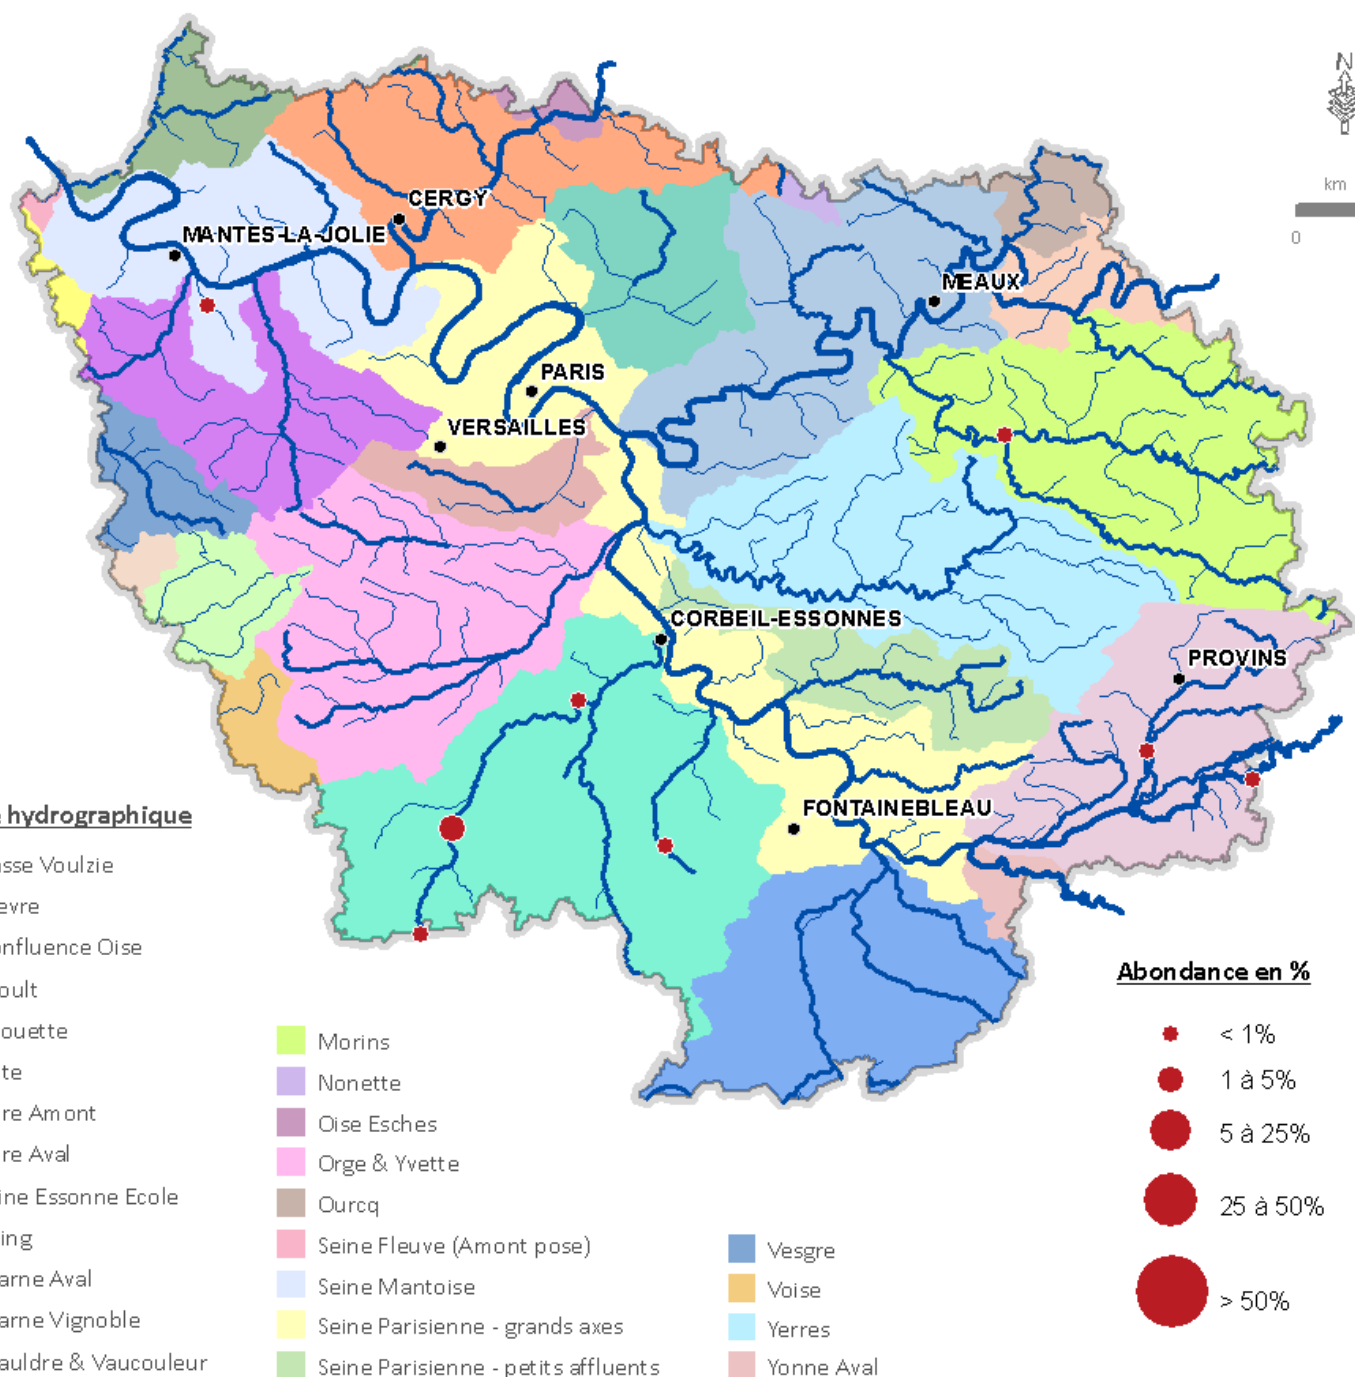 N
km
0
CERGY
MANTES-LA-JOLIE
MEAUX
PARIS
VERSAILLES
CORBEIL-ESSONNES
PROVINS
FONTAINEBLEAU
hydrographique
sse Voulzie
evre
nfluence Oise
oult
ouette
te
re Amont
re Aval
ine Essonne Ecole
ing
arne Aval
arne Vignoble
auldre & Vaucouleur
Morins
Nonette
Oise Esches
Orge & Yvette
Ourcq
Seine Fleuve (Amont pose)
Seine Mantoise
Seine Parisienne - grands axes
Seine Parisienne - petits affluents
Vesgre
Voise
Yerres
Yonne Aval
Abondance en %
< 1%
1 à 5%
5 à 25%
25 à 50%
> 50%